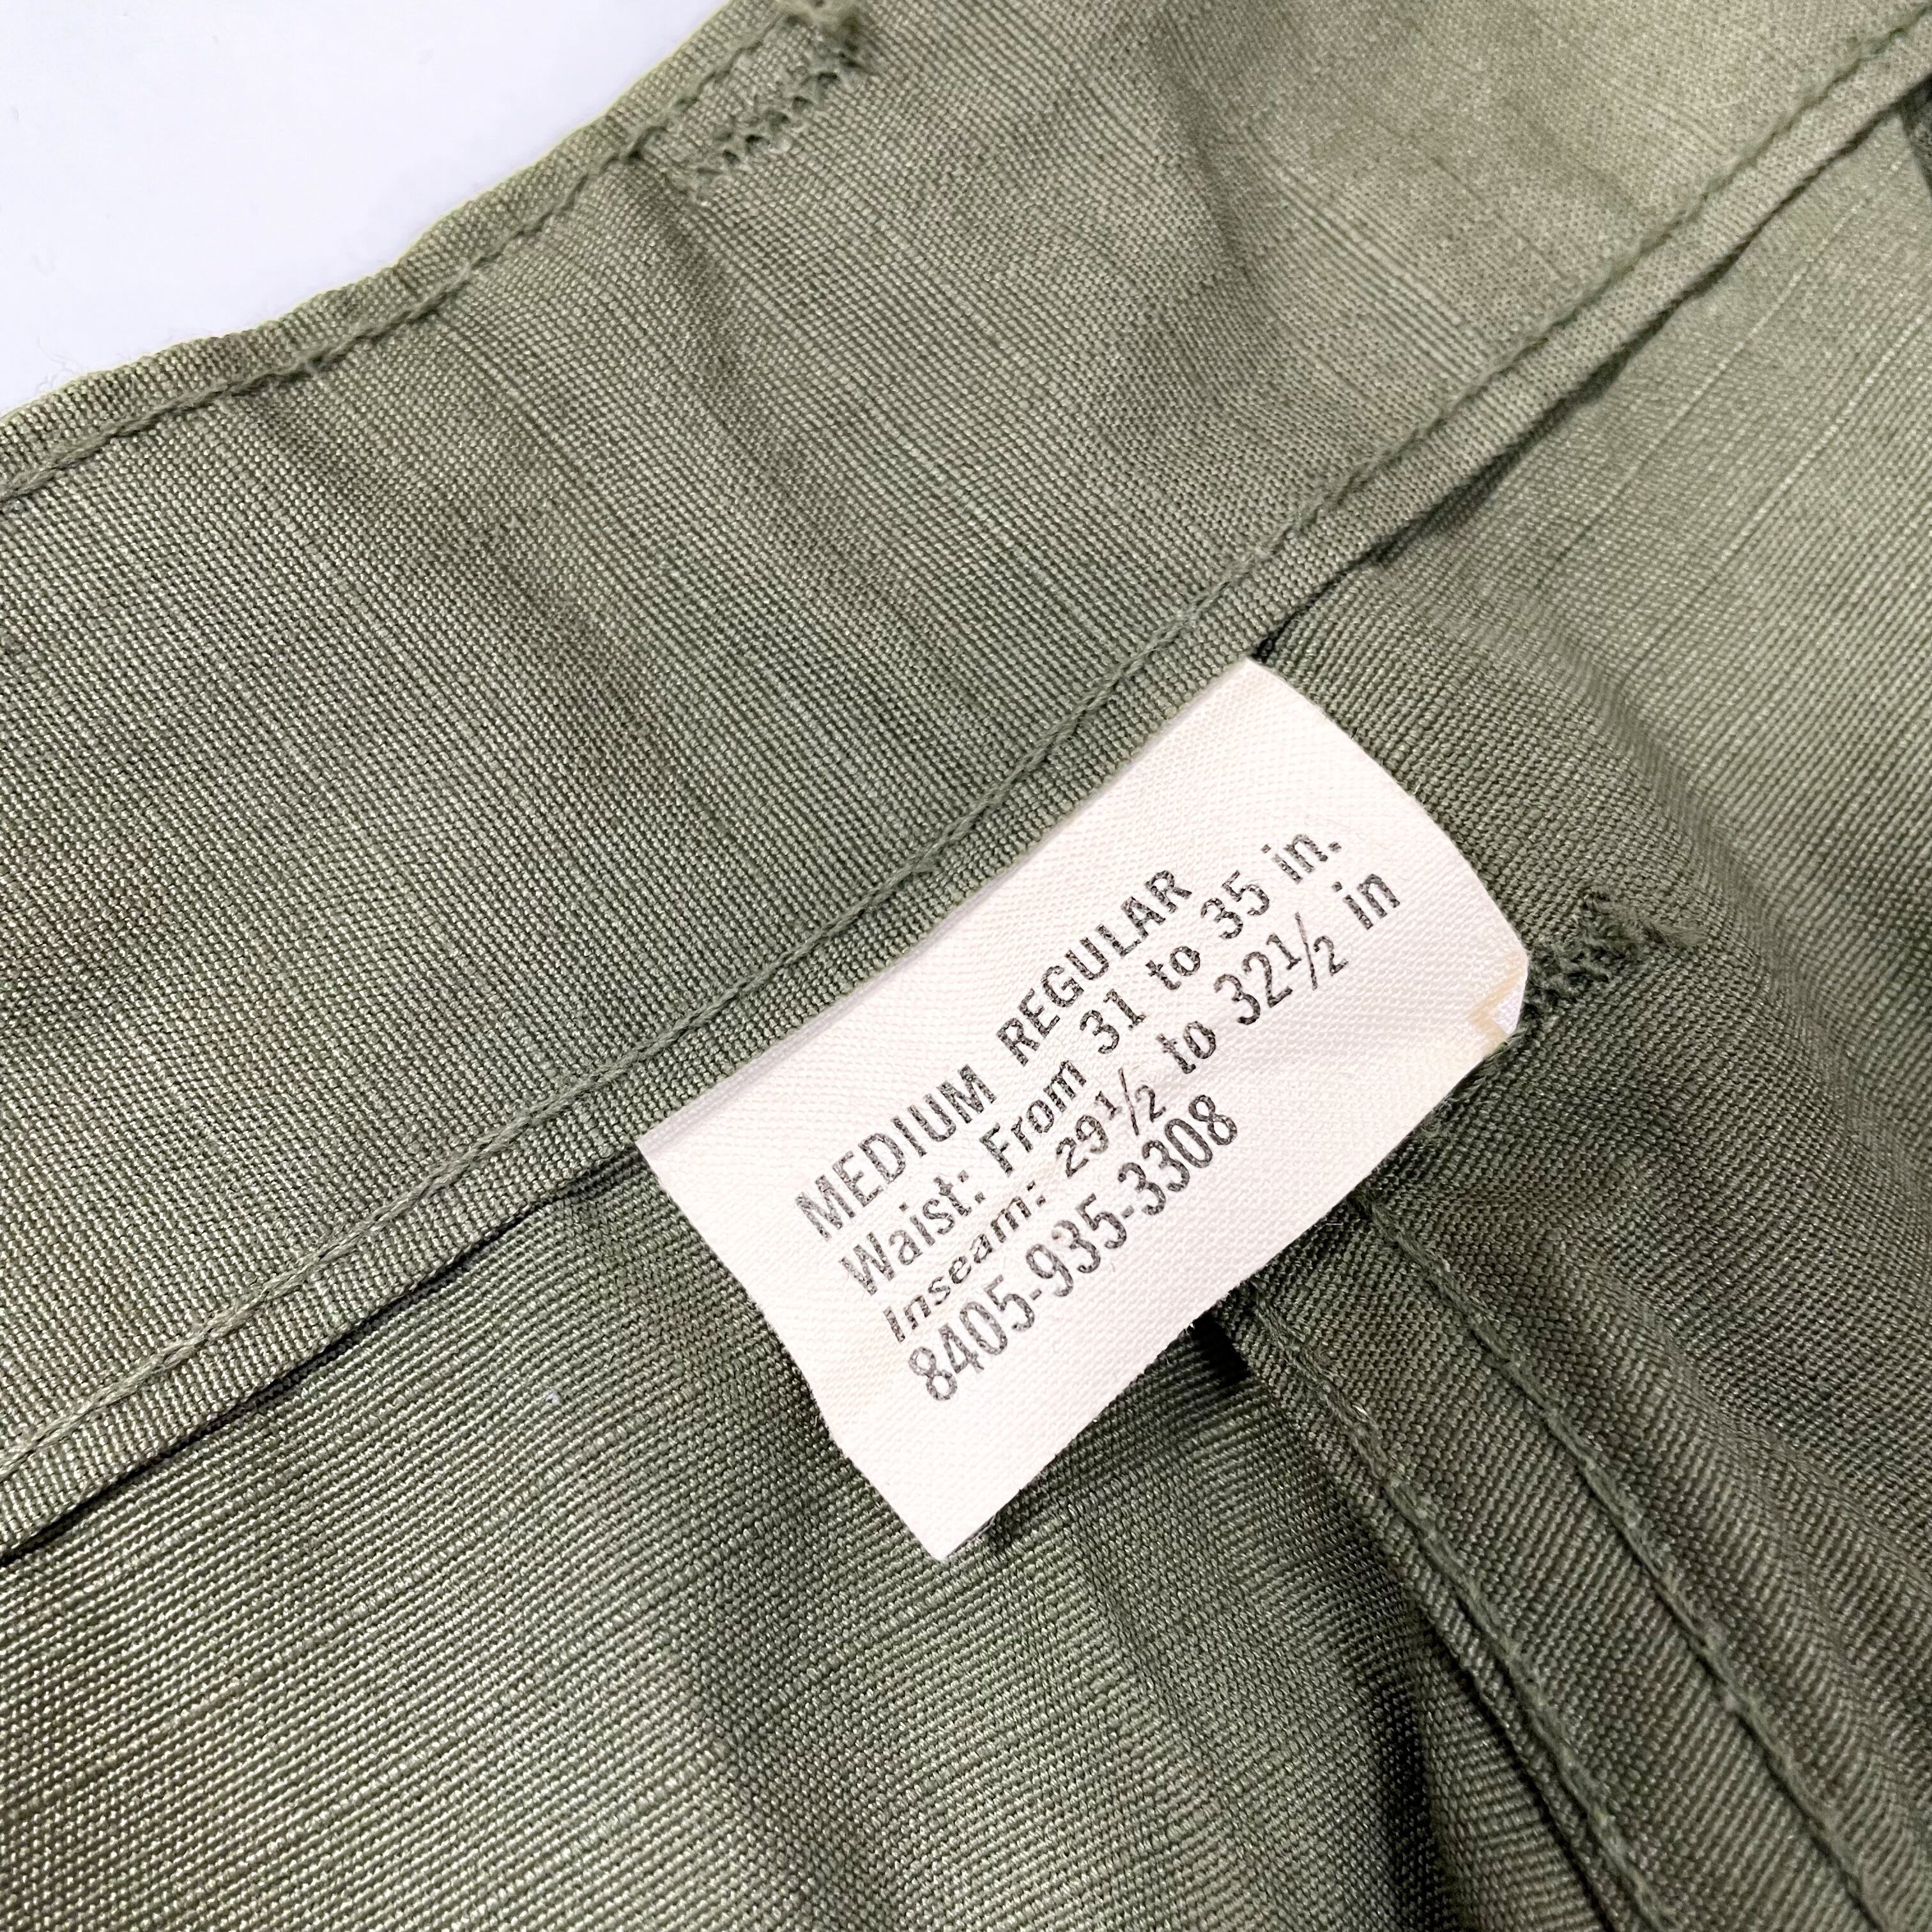 MEDIUM REGULAR
Waist: From 31 to 35 in.
Inseam: 29½ to 32½ in
8405-935-3308